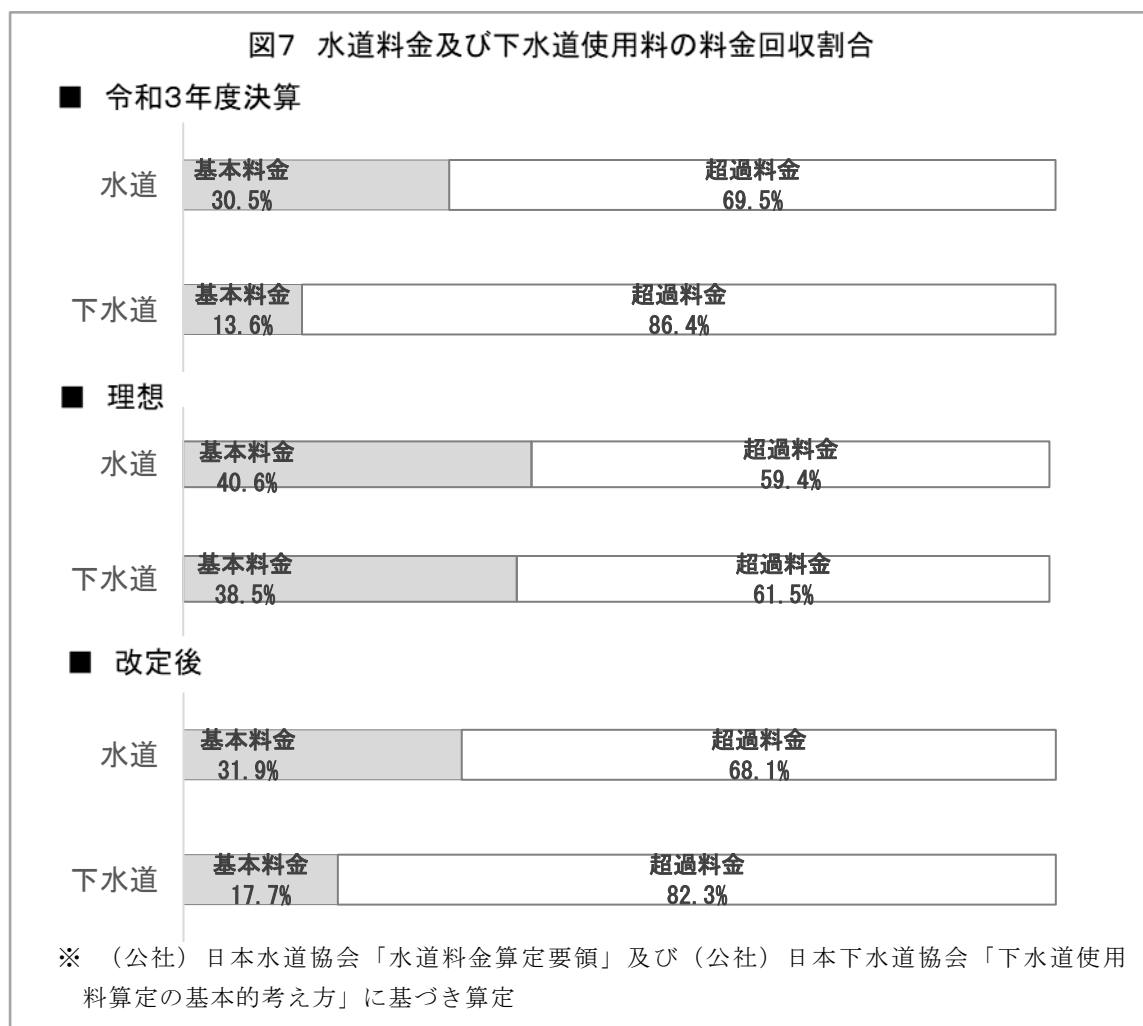 図7 水道料金及び下水道使用料の料金回収割合
■ 令和3年度決算
水道
基本料金
30.5%
超過料金
69.5%
下水道
基本料金
13.6%
超過料金
86.4%
■ 理想
水道
基本料金
40.6%
超過料金
59.4%
下水道
基本料金
38.5%
超過料金
61.5%
■ 改定後
水道
基本料金
31.9%
超過料金
68.1%
下水道
基本料金
17.7%
超過料金
82.3%
※ (公社)日本水道協会「水道料金算定要領」及び(公社)日本下水道協会「下水道使用
料算定の基本的考え方」に基づき算定